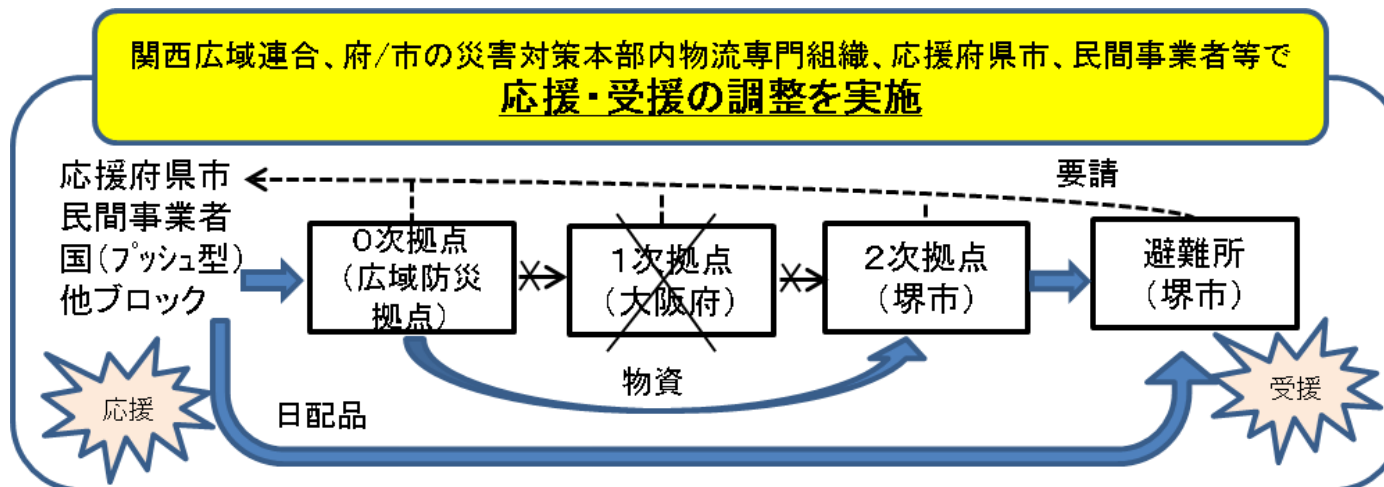 関西広域連合、府/市の災害対策本部内物流専門組織、応援府県市、民間事業者等で
応援・受援の調整を実施
応援府県市
民間事業者
国(プッシュ型)
他ブロック
要請
0次拠点
(広域防災
拠点)
1次拠点
(大阪府)
2次拠点
(堺市)
避難所
(堺市)
物資
日配品
応援
受援